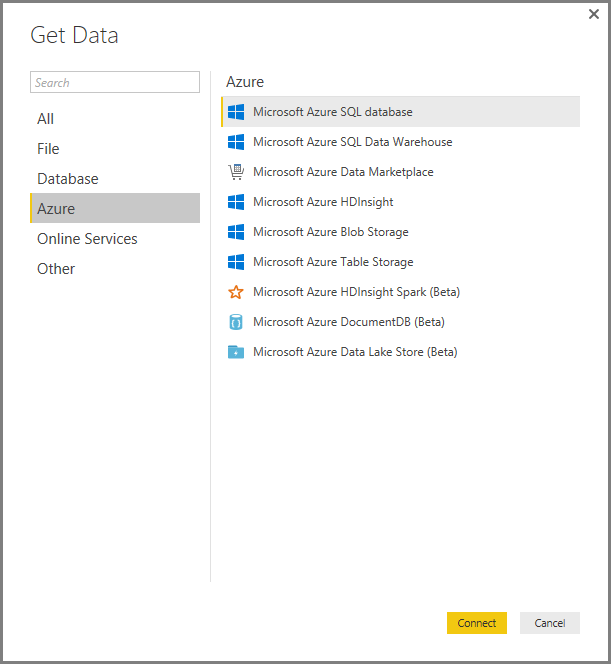 Get Data
Search
All
File
Database
Azure
Online Services
Other
Azure
Microsoft Azure SQL database
Microsoft Azure SQL Data Warehouse
Microsoft Azure Data Marketplace
Microsoft Azure HDInsight
Microsoft Azure Blob Storage
Microsoft Azure Table Storage
Microsoft Azure HDInsight Spark (Beta)
Microsoft Azure DocumentDB (Beta)
Microsoft Azure Data Lake Store (Beta)
Connect
Cancel